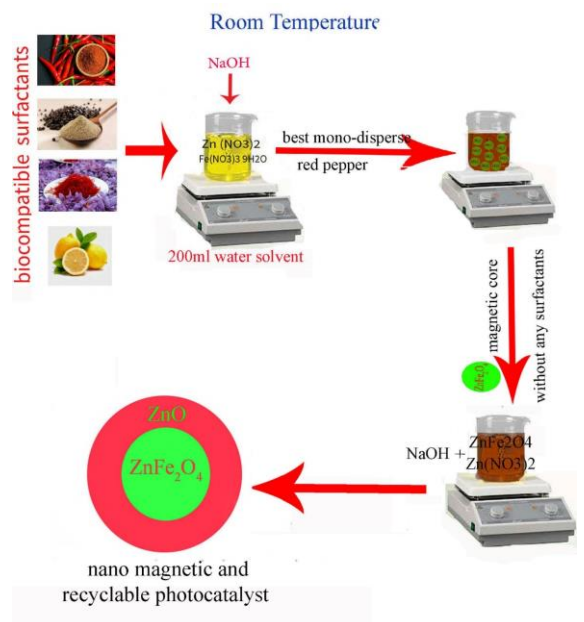 Room Temperature
biocompatible surfactants
NaOH
Zn (NO3)2
Fe(NO3)3 9H2O
200ml water solvent
best mono-disperse
red pepper
magnetic core
without any surfactants
ZnFe₂O₄
NaOH +
ZnFe2O4
Zn(NO3)2
ZnO
ZnFe₂O₄
nano magnetic and
recyclable photocatalyst